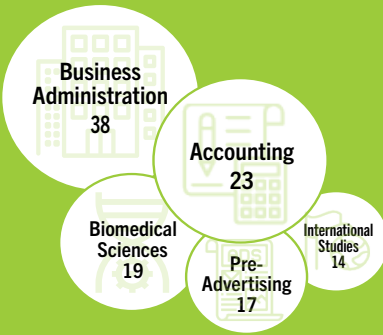 Business
Administration
38
Accounting
23
Biomedical
Sciences
19
Pre-
Advertising
17
International
Studies
14